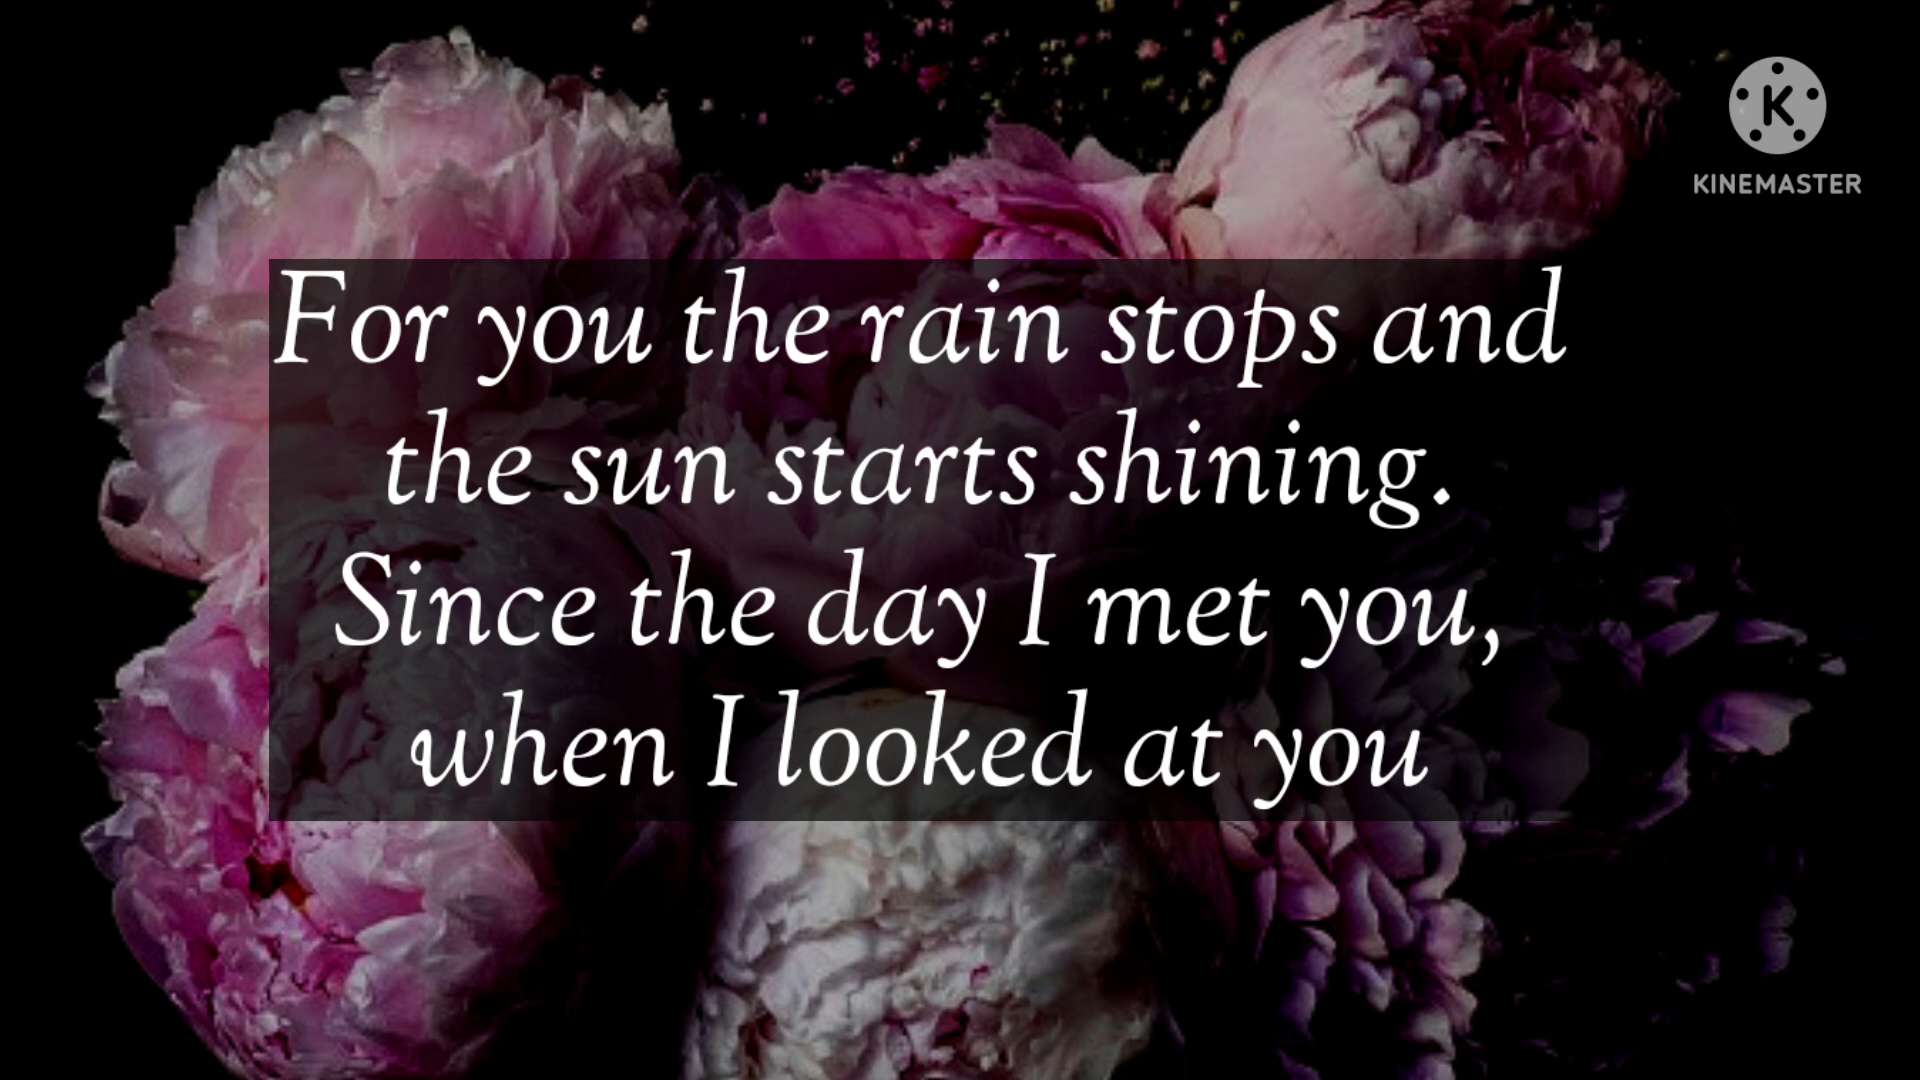 K
KINEMASTER
For you the rain stops and
the sun starts shining.
Since the day I met you,
when I looked at you